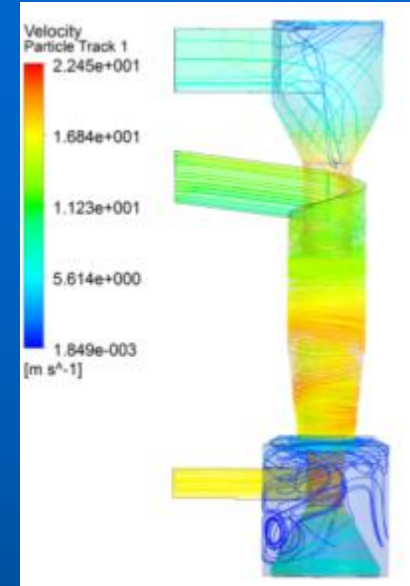 Velocity
Particle Track 1
2.245e+001
1.684e+001
1.123e+001
5.614e+000
1.849e-003
[m s^-1]